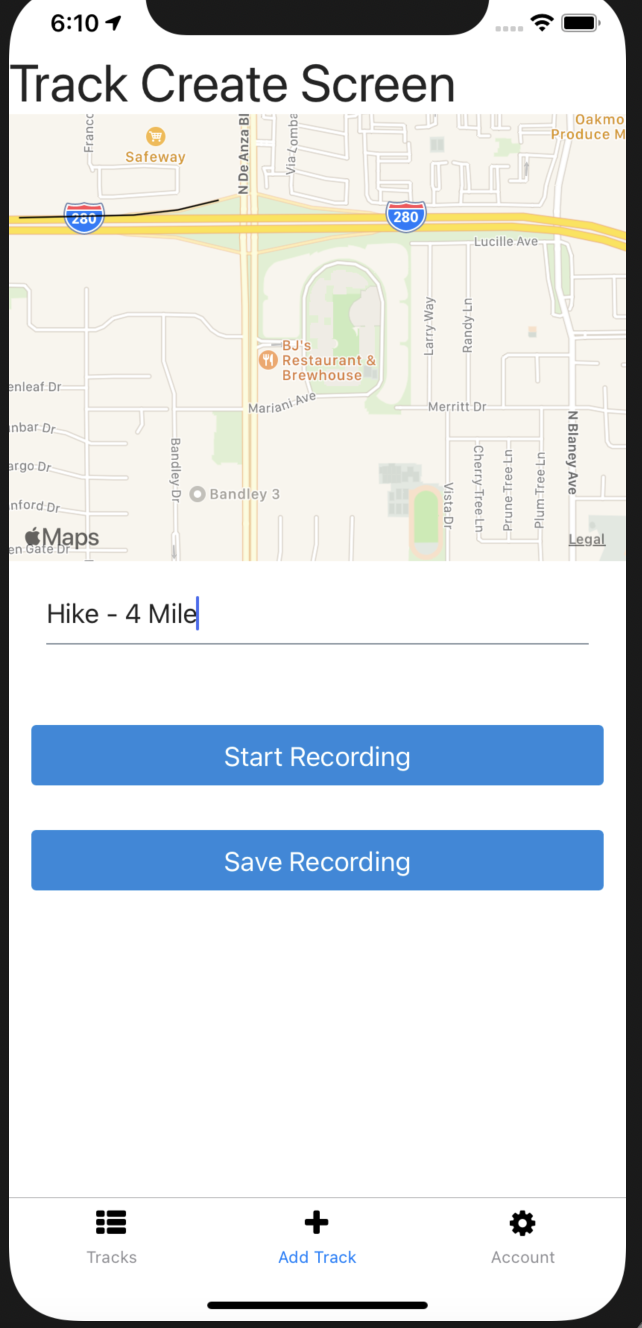 6:10
Track Create Screen
Oakmo
Produce M
Franco
Safeway
N De Anza Bl
Via Lomba
280
280
Lucille Ave
Larry Way
Randy Ln
BJ's
Restaurant &
Brewhouse
enleaf Dr
Mariani Ave
Merritt Dr
nbar Dr
N Blaney Ave
argo Dr
Bandley Dr
Cherry Tree Ln
Prune Tree Ln
Plum Tree Ln
Bandley 3
Vista Dr
nford Dr
Maps
Legal
en Gate Dr
Hike - 4 Mile
Start Recording
Save Recording
Tracks
Add Track
Account